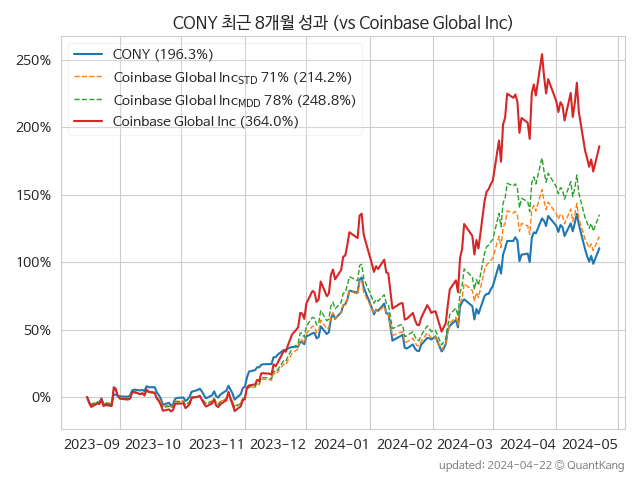 CONY 최근 8개월 성과 (vs Coinbase Global Inc)
CONY (196.3%)
Coinbase Global IncSTD 71% (214.2%)
Coinbase Global IncMDD 78% (248.8%)
Coinbase Global Inc (364.0%)
250%
200%
150%
100%
50%
0%
2023-09 2023-10 2023-11 2023-12 2024-01 2024-02 2024-03 2024-04 2024-05
updated: 2024-04-22 © QuantKang